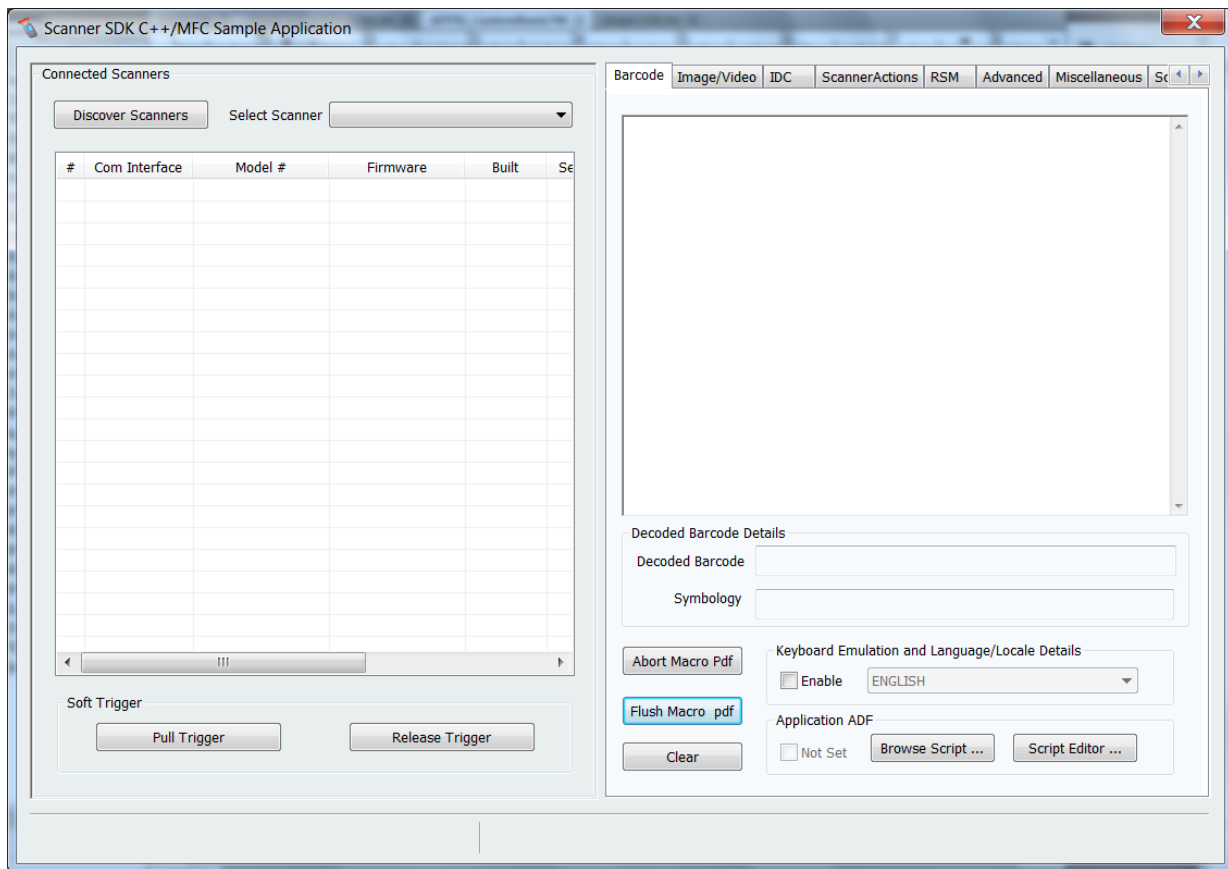 Scanner SDK C++/MFC Sample Application
X
Connected Scanners
Discover Scanners Select Scanner
# Com Interface Model # Firmware Built Se
Soft Trigger
Pull Trigger Release Trigger
Barcode Image/Video IDC ScannerActions RSM Advanced Miscellaneous Sc
Decoded Barcode Details
Decoded Barcode
Symbology
Abort Macro Pdf
Flush Macro pdf
Clear
Keyboard Emulation and Language/Locale Details
Enable ENGLISH
Application ADF
Not Set Browse Script ... Script Editor ...